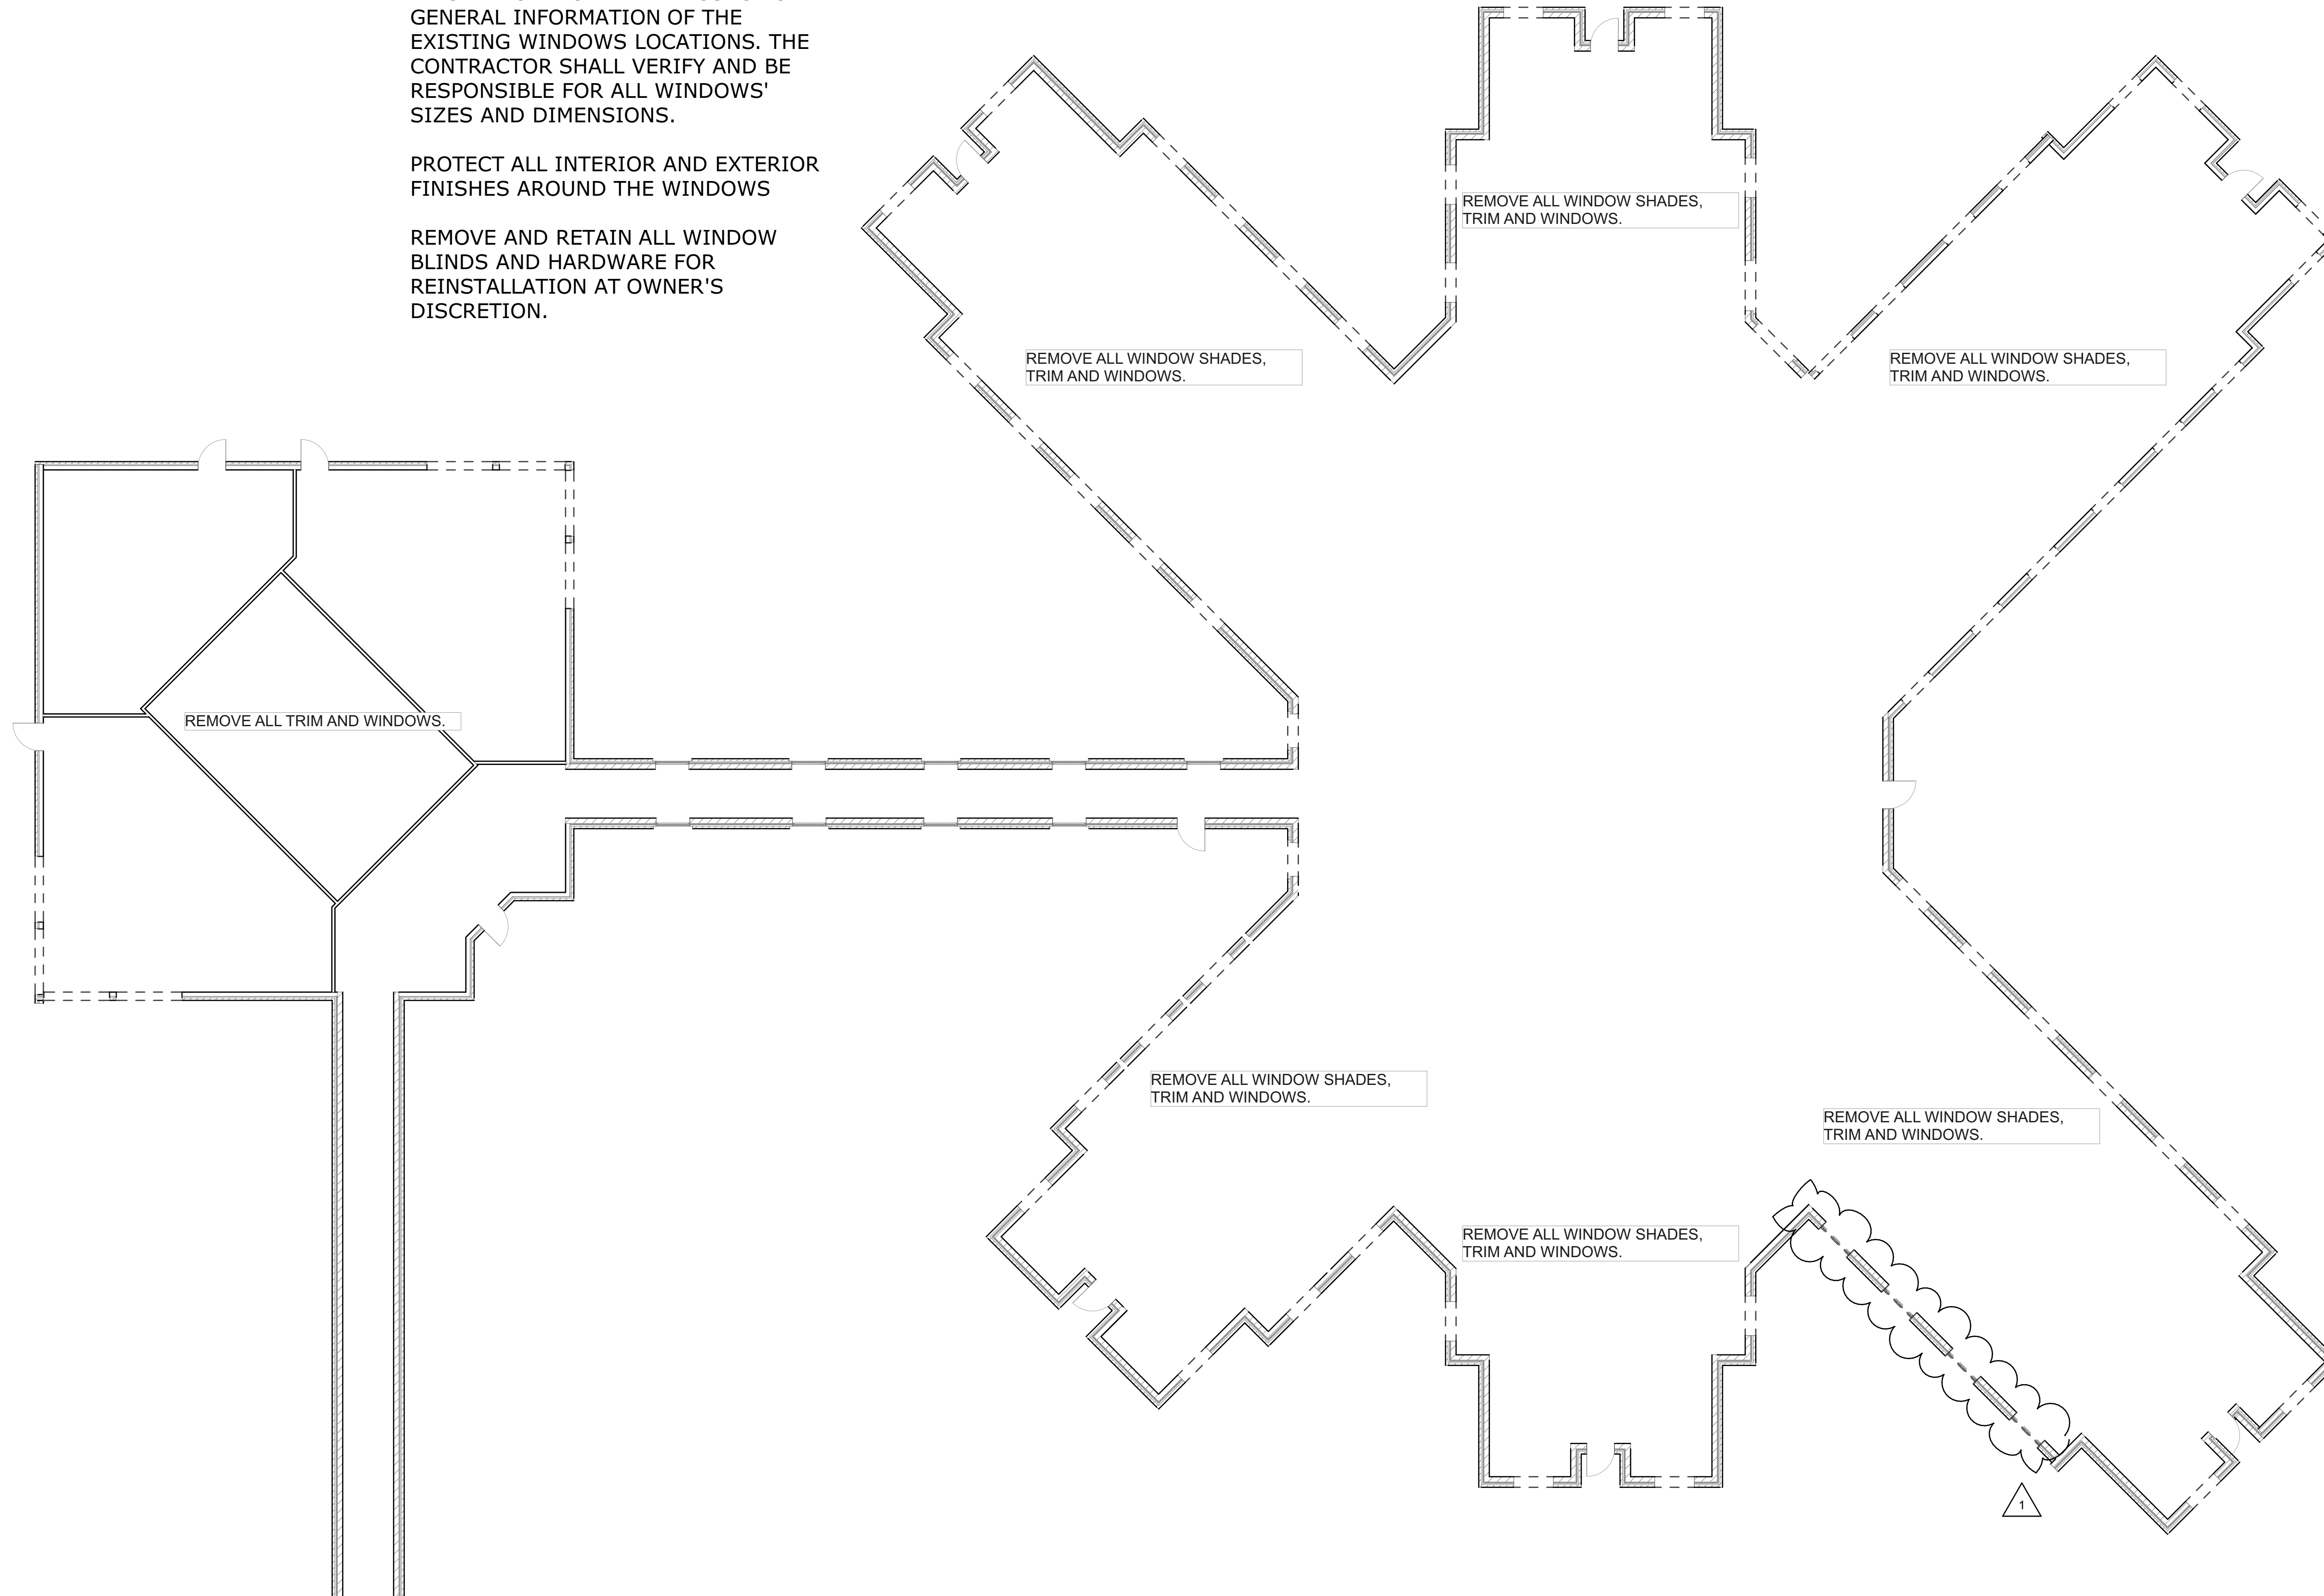 GENERAL INFORMATION OF THE
EXISTING WINDOWS LOCATIONS. THE
CONTRACTOR SHALL VERIFY AND BE
RESPONSIBLE FOR ALL WINDOWS'
SIZES AND DIMENSIONS.
PROTECT ALL INTERIOR AND EXTERIOR
FINISHES AROUND THE WINDOWS
REMOVE AND RETAIN ALL WINDOW
BLINDS AND HARDWARE FOR
REINSTALLATION AT OWNER'S
DISCRETION.
REMOVE ALL WINDOW SHADES,
TRIM AND WINDOWS.
REMOVE ALL WINDOW SHADES,
TRIM AND WINDOWS.
REMOVE ALL WINDOW SHADES,
TRIM AND WINDOWS.
REMOVE ALL TRIM AND WINDOWS.
REMOVE ALL WINDOW SHADES,
TRIM AND WINDOWS.
REMOVE ALL WINDOW SHADES,
TRIM AND WINDOWS.
REMOVE ALL WINDOW SHADES,
TRIM AND WINDOWS.
1